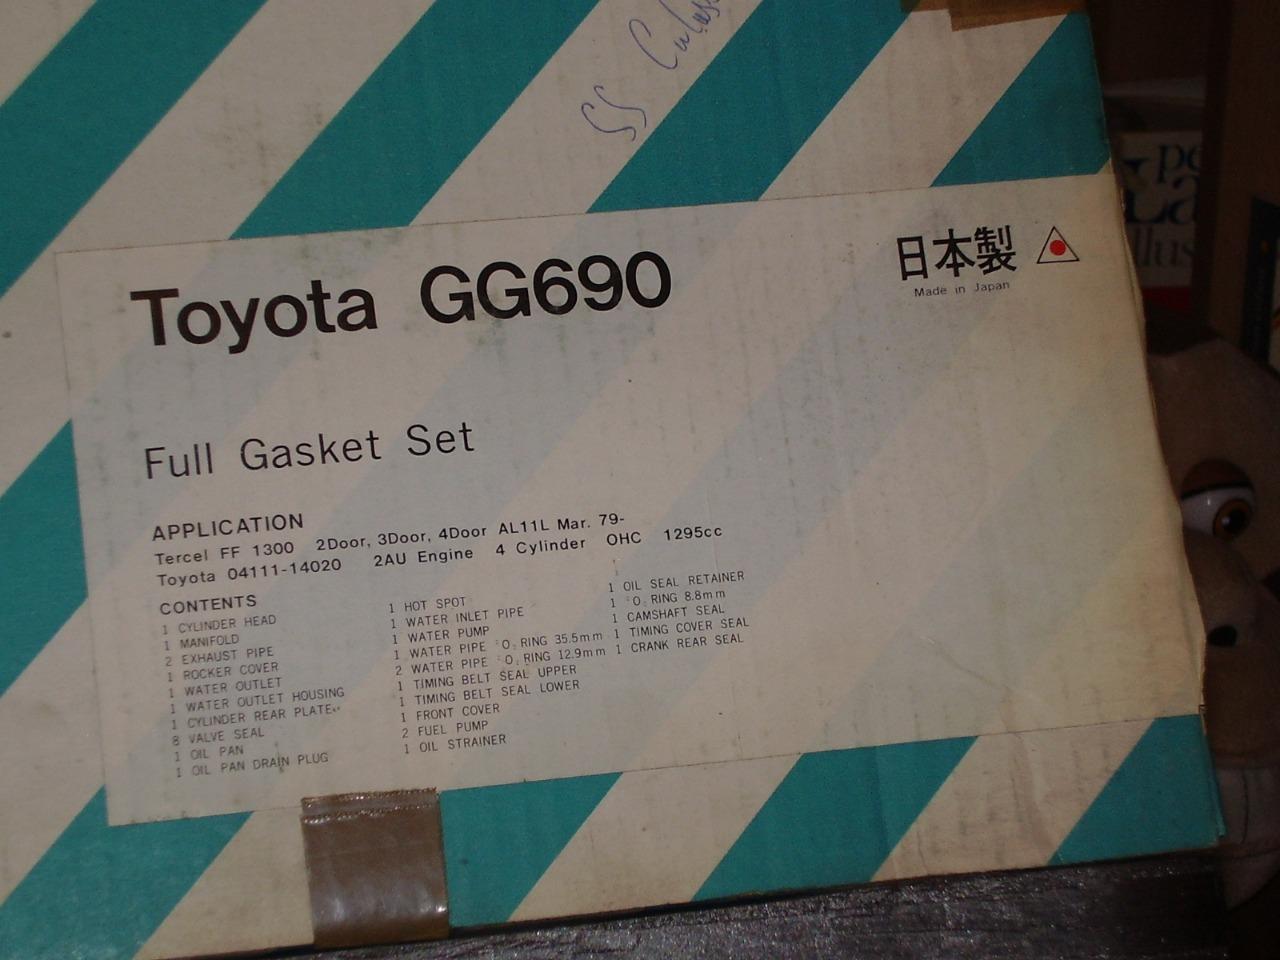 SS
Toyota GG690
日本製
Made in Japan
Full Gasket Set
APPLICATION
Tercel FF 1300 2Door, 3Door, 4Door AL11L Mar. 79-
Toyota 04111-14020 2AU Engine 4 Cylinder OHC 1295cc
CONTENTS
1 CYLINDER HEAD
1 MANIFOLD
2 EXHAUST PIPE
1 ROCKER COVER
1 WATER OUTLET
1 WATER OUTLET HOUSING
1 CYLINDER REAR PLATE
8 VALVE SEAL
1 OIL PAN
1 OIL PAN DRAIN PLUG
1 HOT SPOT
1 WATER INLET PIPE
1 WATER PUMP
1 WATER PIPE "O" RING 35.5mm
2 WATER PIPE "O" RING 12.9mm
1 TIMING BELT SEAL UPPER
1 TIMING BELT SEAL LOWER
1 FRONT COVER
2 FUEL PUMP
1 OIL STRAINER
1 OIL SEAL RETAINER
1 "O" RING 8.8mm
1 CAMSHAFT SEAL
1 TIMING COVER SEAL
1 CRANK REAR SEAL